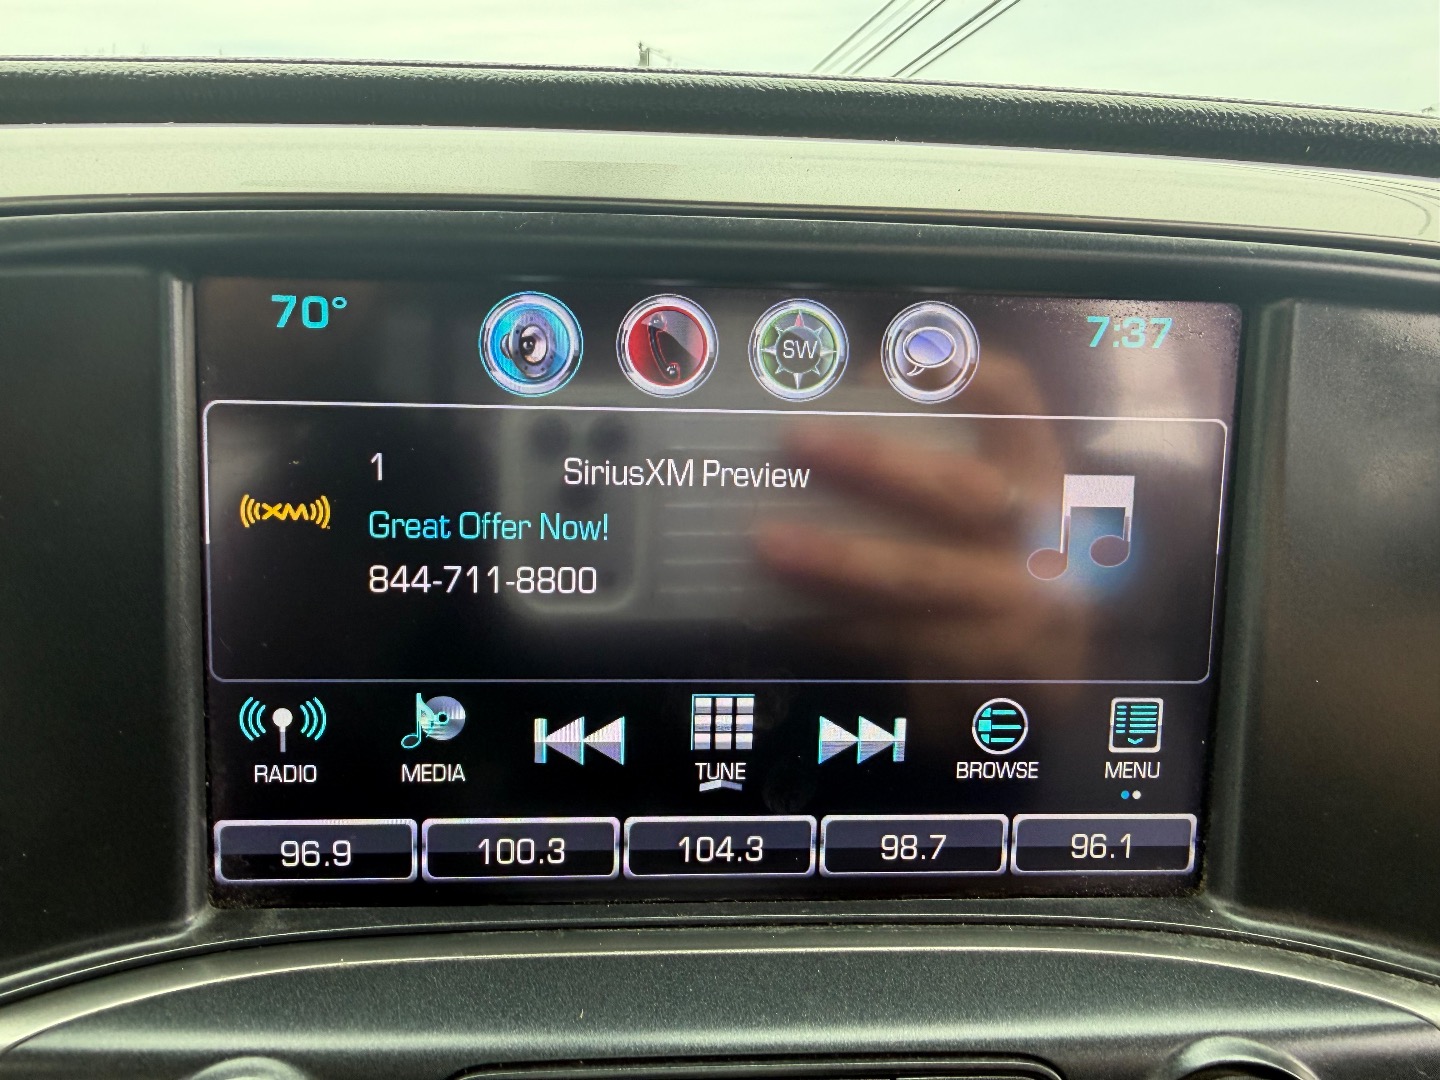 70°
SW
7:37
1
SiriusXM Preview
((XM))
Great Offer Now!
844-711-8800
RADIO
MEDIA
TUNE
BROWSE
MENU
96.9
100.3
104.3
98.7
96.1